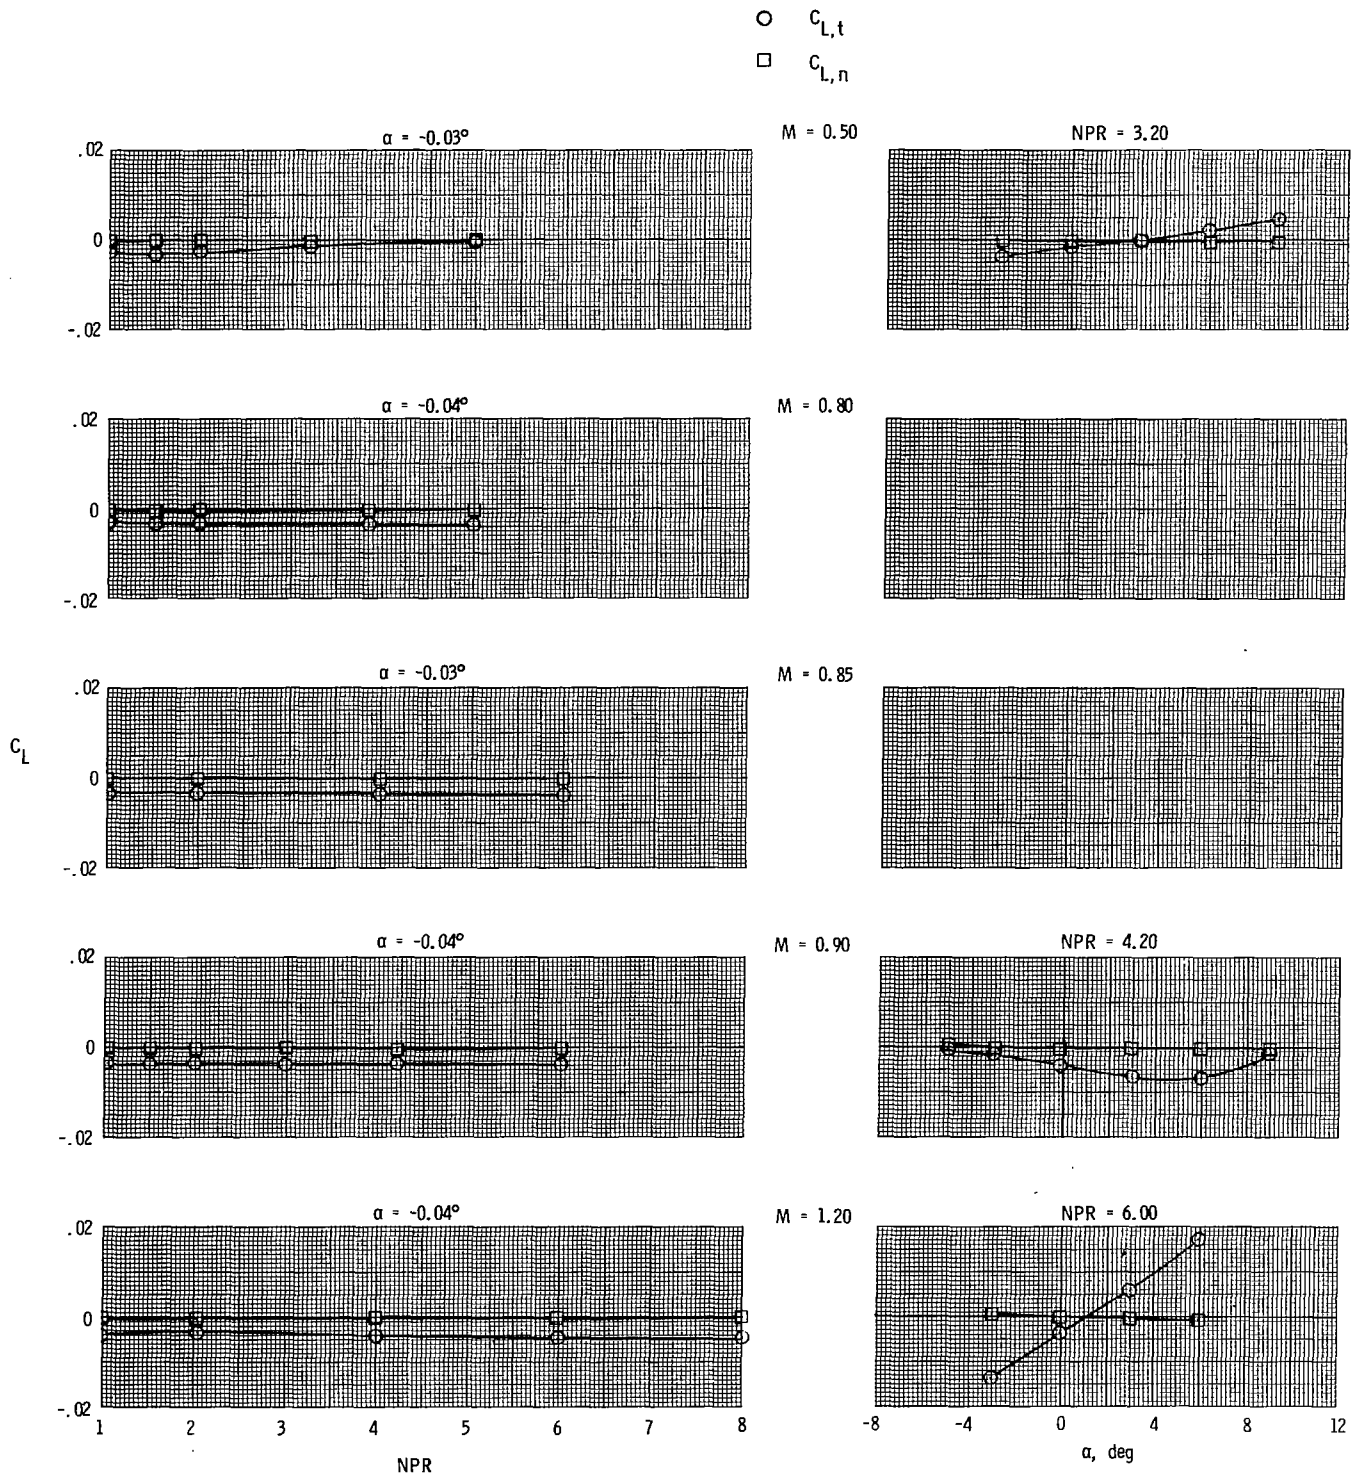 C_L,t
C_L,n
α = -0.03° M = 0.50 NPR = 3.20
.02
0
-.02
α = -0.04° M = 0.80
.02
0
-.02
α = -0.03° M = 0.85
.02
C_L
0
-.02
α = -0.04° M = 0.90 NPR = 4.20
.02
0
-.02
α = -0.04° M = 1.20 NPR = 6.00
.02
0
-.02
1 2 3 4 5 6 7 8 -8 -4 0 4 8 12
NPR α, deg